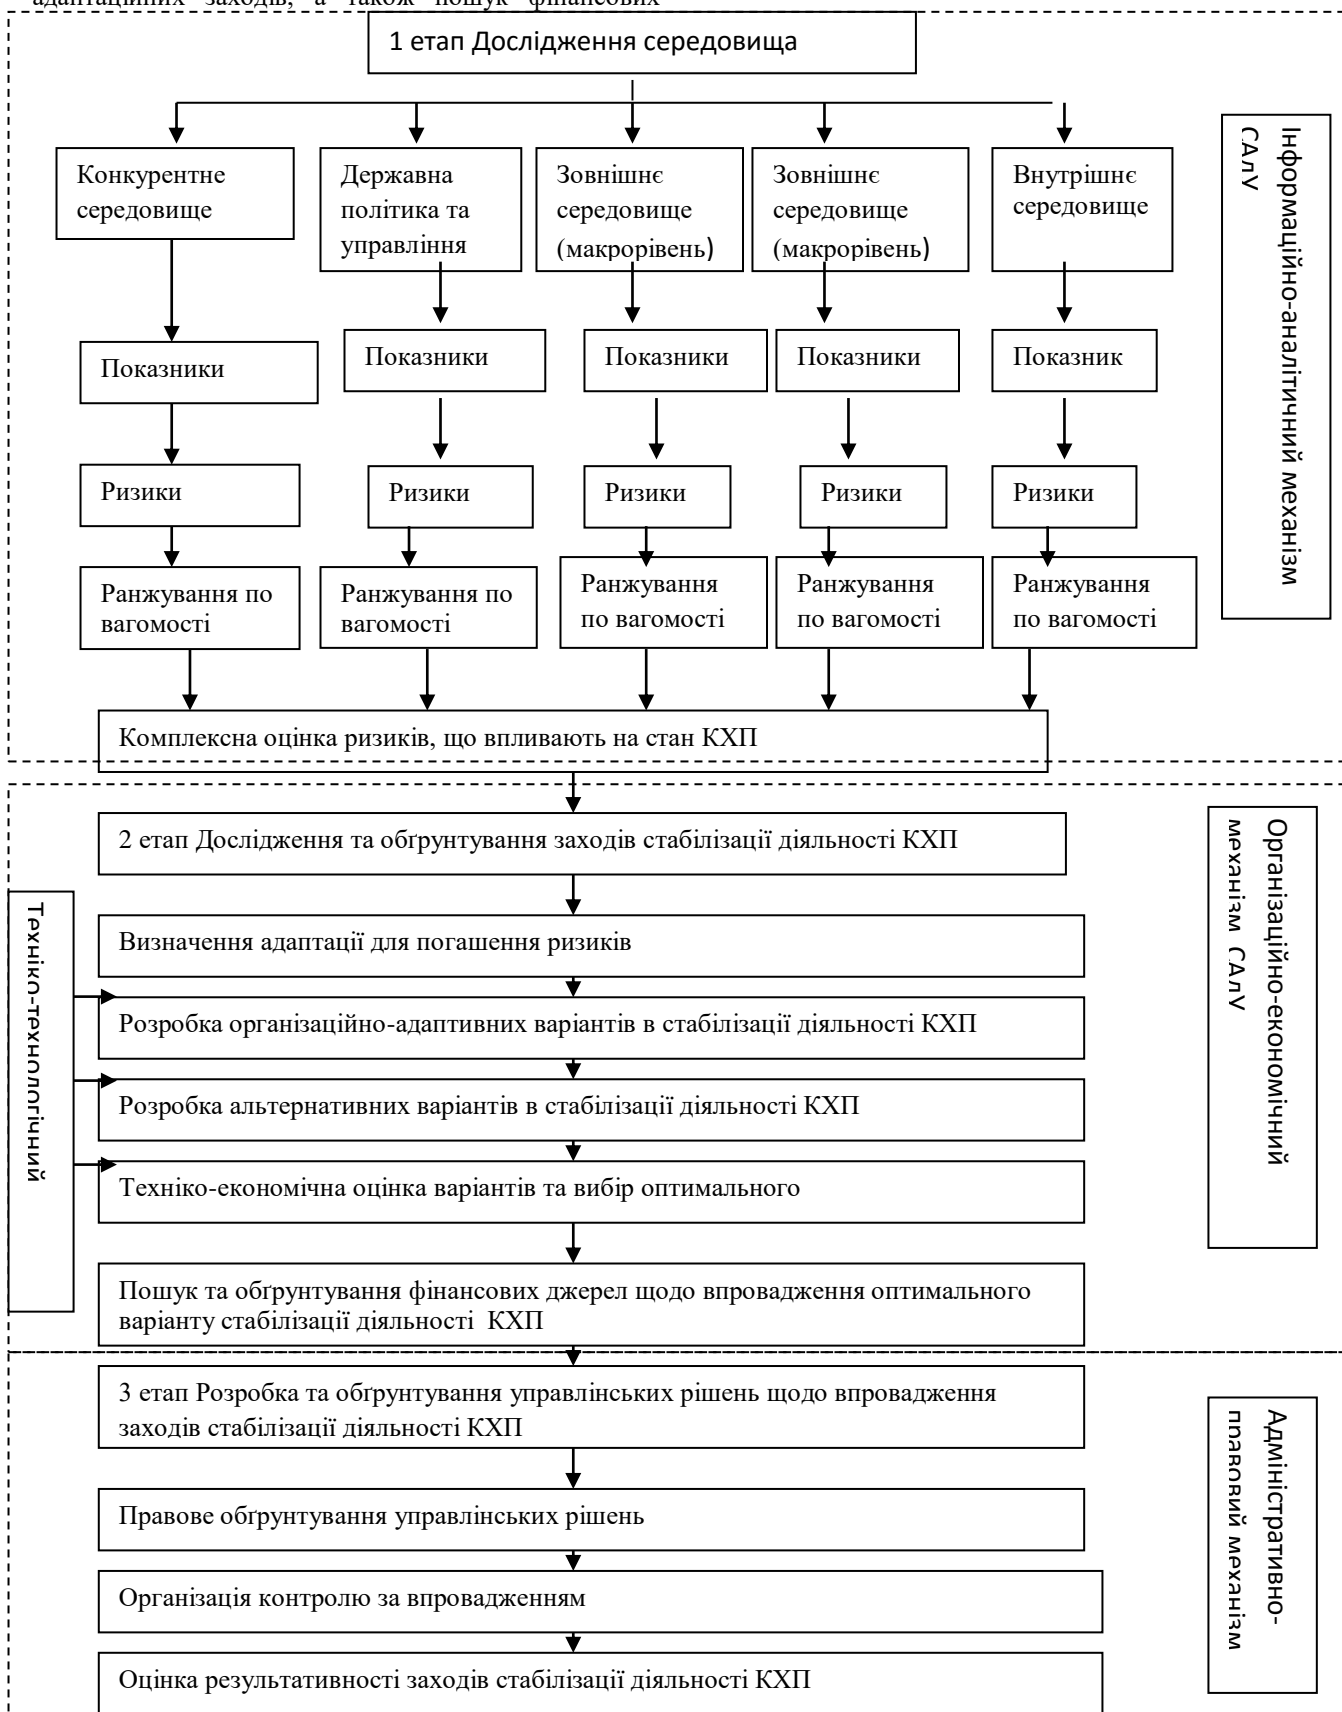 адаптаційних заходів, а також пошук фінансових
1 етап Дослідження середовища
Конкурентне
середовище
Державна
політика та
управління
Зовнішнє
середовище
(макрорівень)
Зовнішнє
середовище
(макрорівень)
Внутрішнє
середовище
Показники
Показники
Показники
Показники
Показник
Ризики
Ризики
Ризики
Ризики
Ризики
Ранжування по
вагомості
Ранжування по
вагомості
Ранжування
по вагомості
Ранжування
по вагомості
Ранжування
по вагомості
Комплексна оцінка ризиків, що впливають на стан КХП
Інформаційно-аналітичний механізм
САдУ
2 етап Дослідження та обґрунтування заходів стабілізації діяльності КХП
Визначення адаптації для погашення ризиків
Розробка організаційно-адаптивних варіантів в стабілізації діяльності КХП
Розробка альтернативних варіантів в стабілізації діяльності КХП
Техніко-економічна оцінка варіантів та вибір оптимального
Пошук та обґрунтування фінансових джерел щодо впровадження оптимального
варіанту стабілізації діяльності КХП
Техніко-технологічний
Організаційно-економічний
механізм САдУ
3 етап Розробка та обґрунтування управлінських рішень щодо впровадження
заходів стабілізації діяльності КХП
Правове обґрунтування управлінських рішень
Організація контролю за впровадженням
Оцінка результативності заходів стабілізації діяльності КХП
Адміністративно-
правовий механізм